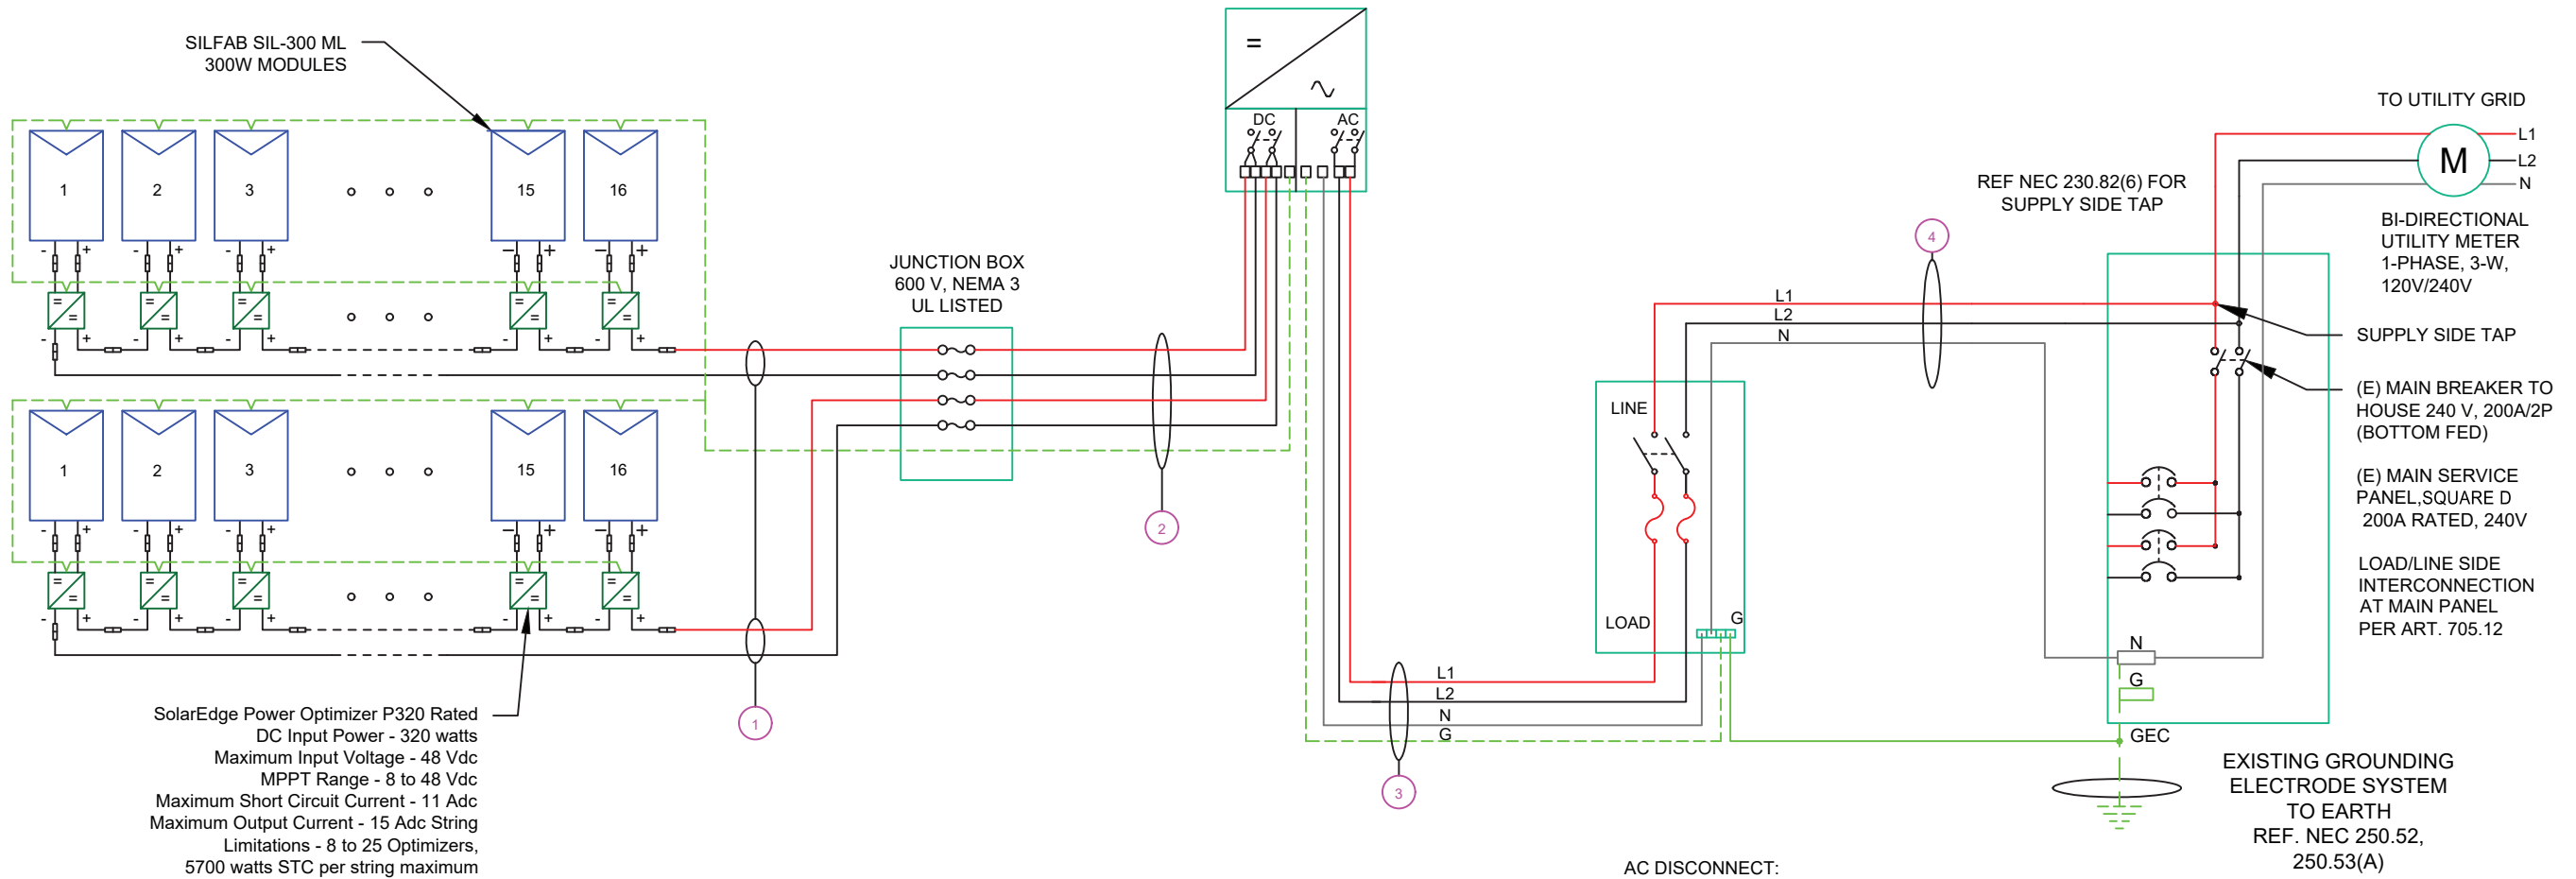 SILFAB SIL-300 ML
300W MODULES
1
2
3
15
16
- +
- +
- +
- +
- +
= =
= =
= =
= =
= =
- +
- +
- +
- +
- +
1
2
3
15
16
- +
- +
- +
- +
- +
= =
= =
= =
= =
= =
- +
- +
- +
- +
- +
SolarEdge Power Optimizer P320 Rated
DC Input Power - 320 watts
Maximum Input Voltage - 48 Vdc
MPPT Range - 8 to 48 Vdc
Maximum Short Circuit Current - 11 Adc
Maximum Output Current - 15 Adc String
Limitations - 8 to 25 Optimizers,
5700 watts STC per string maximum
1
JUNCTION BOX
600 V, NEMA 3
UL LISTED
2
=
DC
AC
L1
L2
N
G
3
LINE
LOAD
G
AC DISCONNECT:
L1
L2
N
4
REF NEC 230.82(6) FOR
SUPPLY SIDE TAP
TO UTILITY GRID
M
L1
L2
N
BI-DIRECTIONAL
UTILITY METER
1-PHASE, 3-W,
120V/240V
SUPPLY SIDE TAP
(E) MAIN BREAKER TO
HOUSE 240 V, 200A/2P
(BOTTOM FED)
(E) MAIN SERVICE
PANEL,SQUARE D
200A RATED, 240V
LOAD/LINE SIDE
INTERCONNECTION
AT MAIN PANEL
PER ART. 705.12
N
G
GEC
EXISTING GROUNDING
ELECTRODE SYSTEM
TO EARTH
REF. NEC 250.52,
250.53(A)